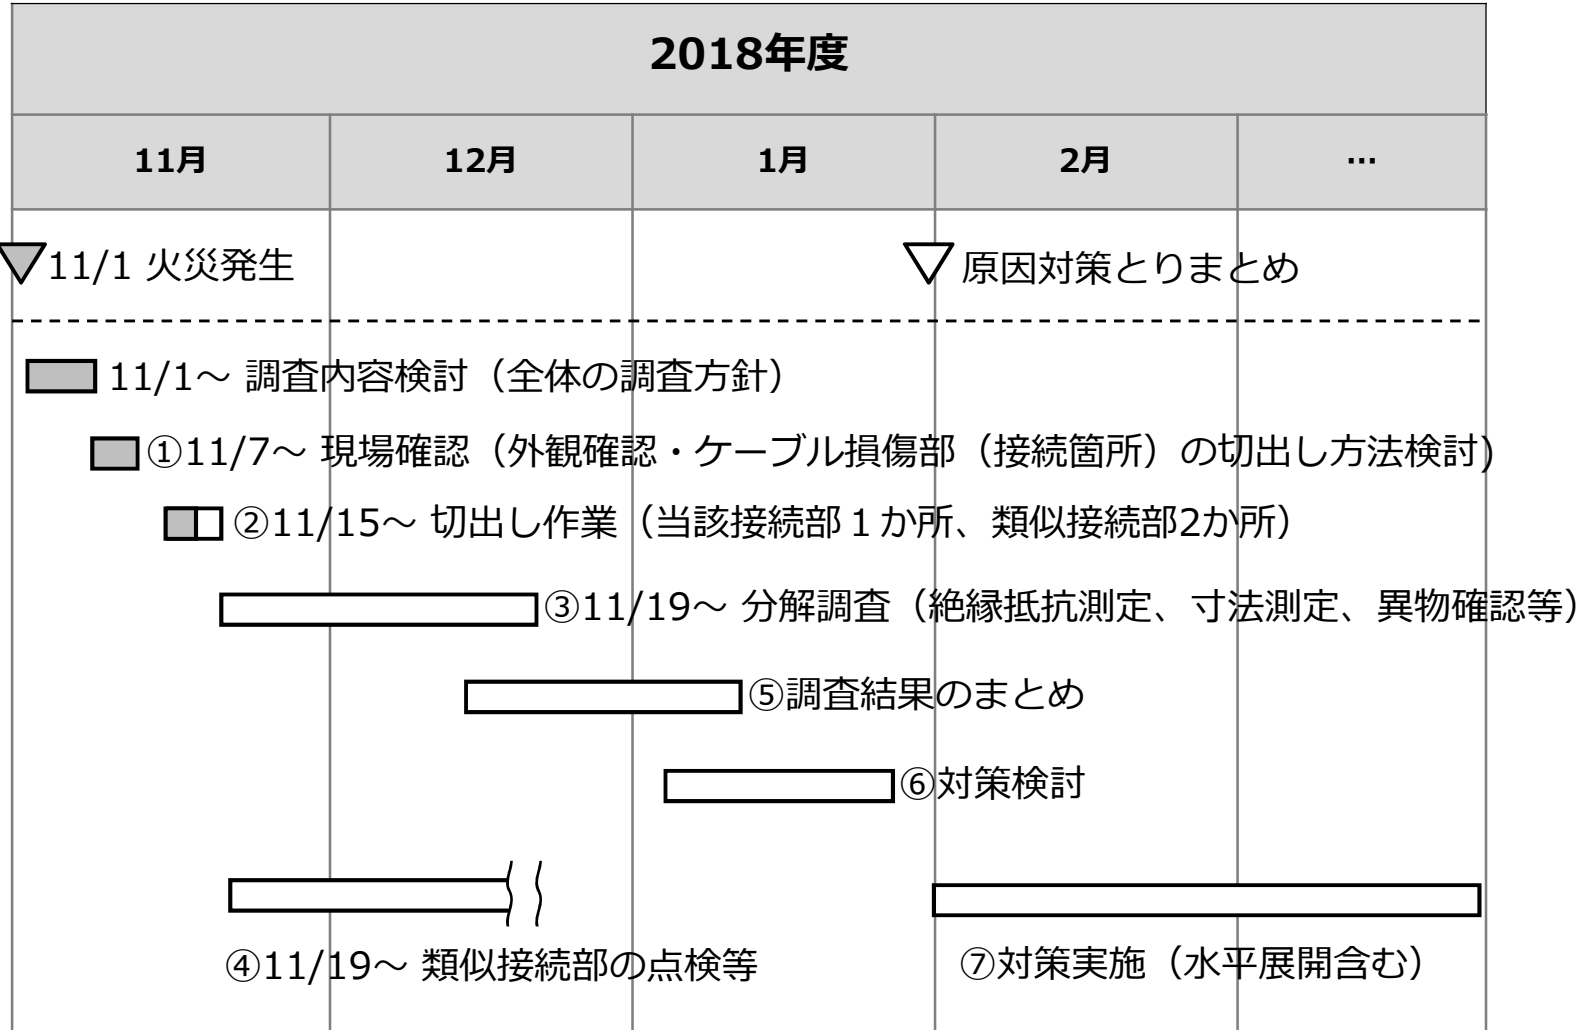 2018年度
11月 12月 1月 2月 …
11/1 火災発生 原因対策とりまとめ
11/1～ 調査内容検討（全体の調査方針）
①11/7～ 現場確認（外観確認・ケーブル損傷部（接続箇所）の切出し方法検討)
②11/15～ 切出し作業（当該接続部１か所、類似接続部2か所）
③11/19～ 分解調査（絶縁抵抗測定、寸法測定、異物確認等）
⑤調査結果のまとめ
⑥対策検討
④11/19～ 類似接続部の点検等 ⑦対策実施（水平展開含む）